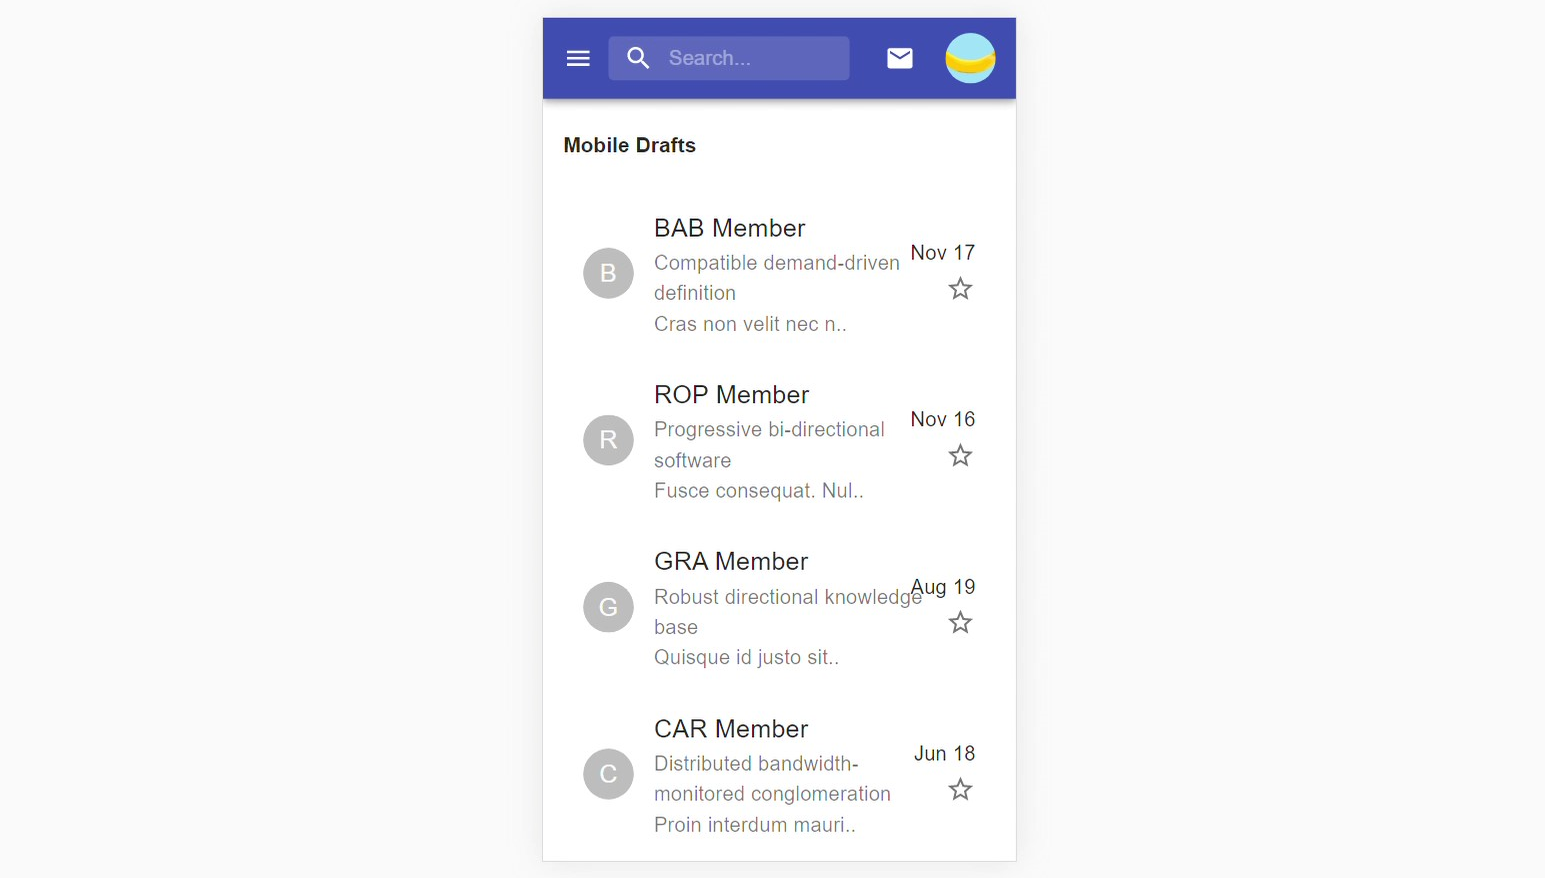 Search...
Mobile Drafts
B
BAB Member
Compatible demand-driven
definition
Cras non velit nec n..
Nov 17
R
ROP Member
Progressive bi-directional
software
Fusce consequat. Nul..
Nov 16
G
GRA Member
Robust directional knowledge
base
Quisque id justo sit..
Aug 19
C
CAR Member
Distributed bandwidth-
monitored conglomeration
Proin interdum mauri..
Jun 18